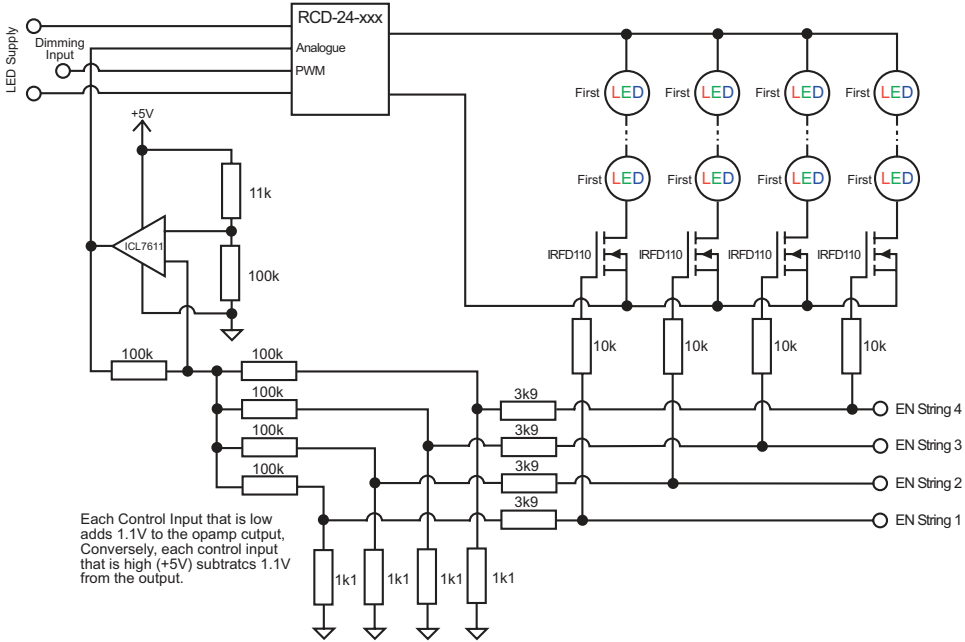 RCD-24-xxx
LED Supply
Dimming
Input
Analogue
PWM
+5V
First LED First LED First LED First LED
11k
First LED First LED First LED First LED
ICL7611
100k
IRFD110 IRFD110 IRFD110 IRFD110
10k 10k 10k 10k
100k 100k
3k9 EN String 4
100k
3k9 EN String 3
100k
3k9 EN String 2
100k
3k9 EN String 1
Each Control Input that is low
adds 1.1V to the opamp cutput,
Conversely, each control input
that is high (+5V) subtratcs 1.1V
from the output.
1k1 1k1 1k1 1k1